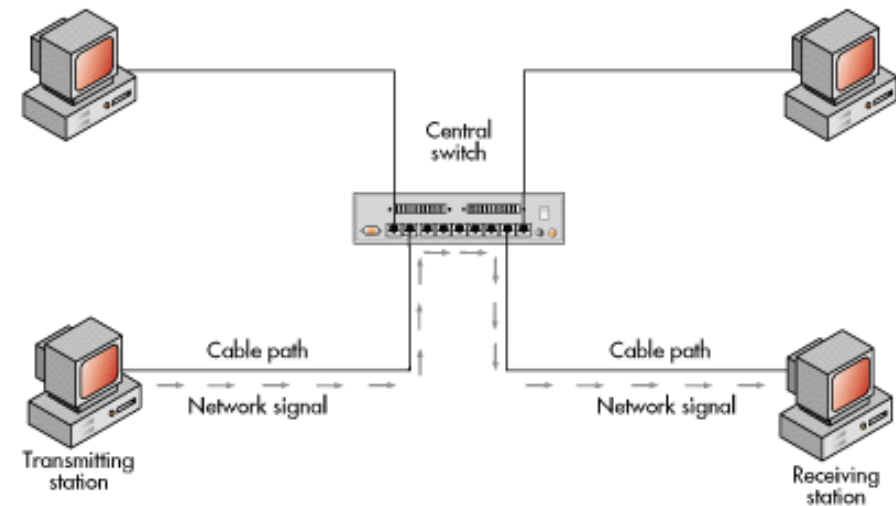 Central
switch
Cable path
Network signal
Cable path
Network signal
Transmitting
station
Receiving
station